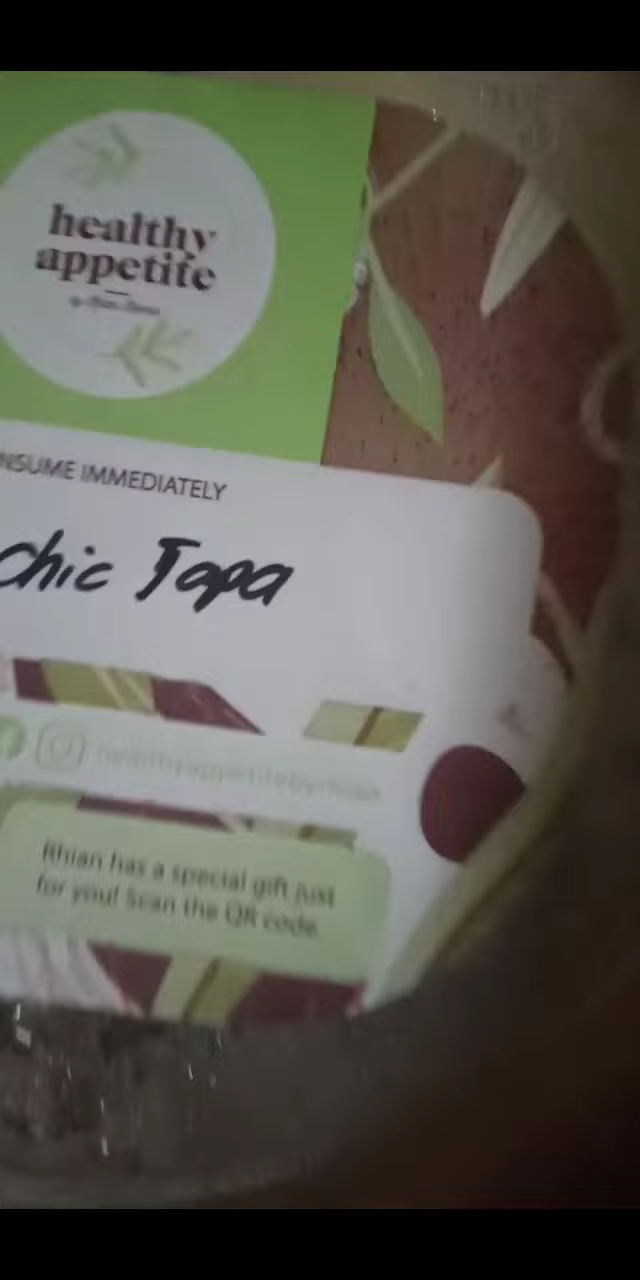 healthy
appetite
NSUME IMMEDIATELY
Chic Tapa
Rhian has a special gift just
for you! Scan the QR code.